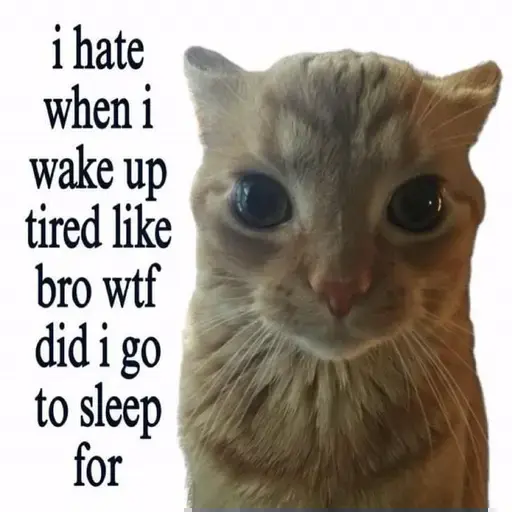 i hate
when i
wake up
tired like
bro wtf
did i go
to sleep
for